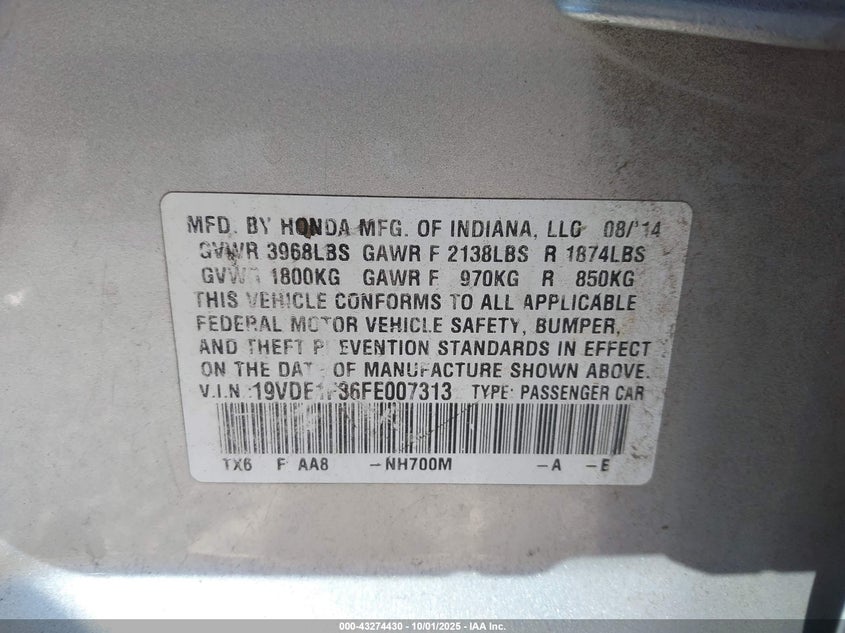 MFD. BY HONDA MFG. OF INDIANA, LLC 08/14
GVWR 3968LBS GAWR F 2138LBS R 1874LBS
GVWR 1800KG GAWR F 970KG R 850KG
THIS VEHICLE CONFORMS TO ALL APPLICABLE
FEDERAL MOTOR VEHICLE SAFETY, BUMPER,
AND THEFT PREVENTION STANDARDS IN EFFECT
ON THE DATE OF MANUFACTURE SHOWN ABOVE.
V.I.N.: TYPE: PASSENGER CAR
TX6 F AA8 -NH700M -A -E
000-43274430 - 10/01/2025 - IAA Inc.